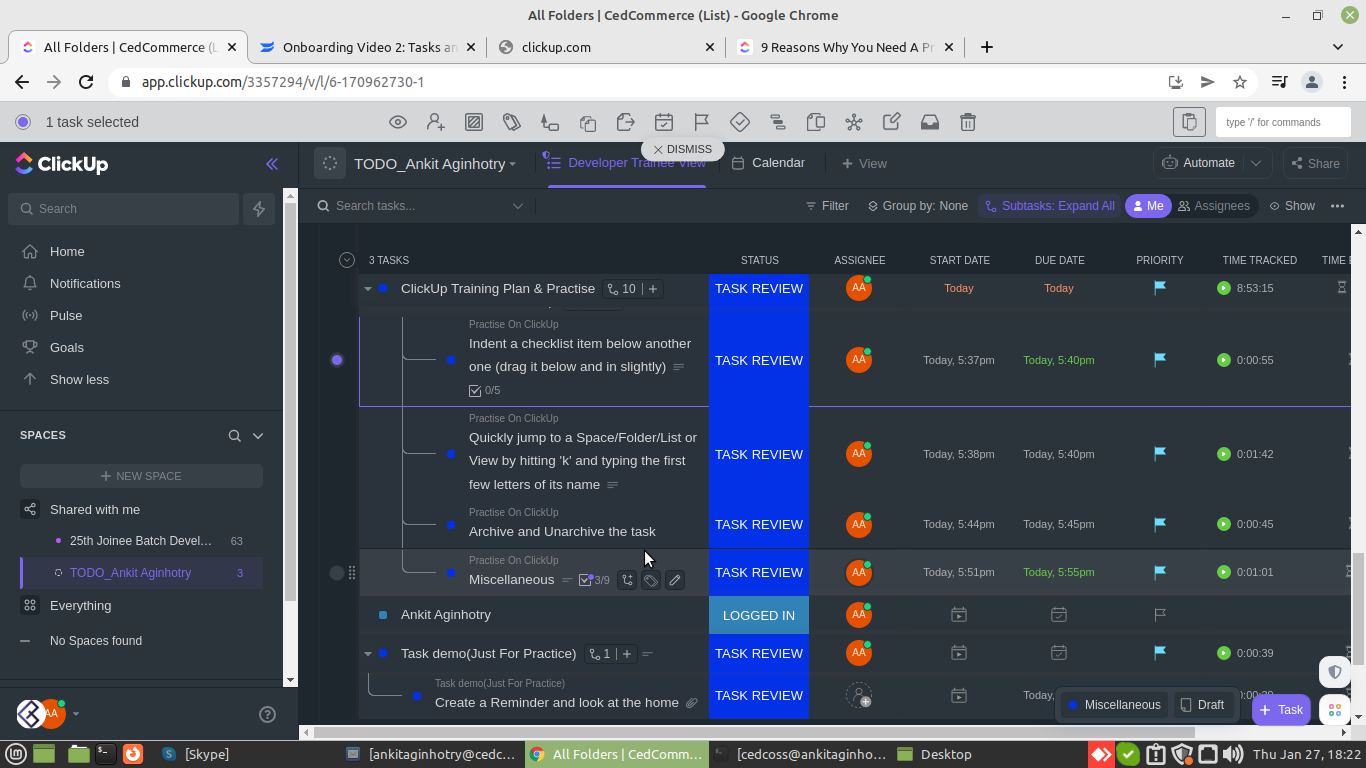 All Folders | CedCommerce (List) - Google Chrome
All Folders | CedCommerce (L
Onboarding Video 2: Tasks an
clickup.com
9 Reasons Why You Need A Pr
app.clickup.com/3357294/v/l/6-170962730-1
1 task selected
type '/' for commands
DISMISS
ClickUp
TODO_Ankit Aginhotry
Developer Trainee View
Calendar
+ View
Automate
Share
Search
Search tasks...
Filter
Group by: None
Subtasks: Expand All
Me
Assignees
Show
Home
Notifications
Pulse
Goals
Show less
SPACES
+ NEW SPACE
Shared with me
25th Joinee Batch Devel... 63
TODO_Ankit Aginhotry 3
Everything
No Spaces found
AA
3 TASKS STATUS ASSIGNEE START DATE DUE DATE PRIORITY TIME TRACKED TIME E
ClickUp Training Plan & Practise 10 + TASK REVIEW AA Today Today 8:53:15
Practise On ClickUp
Indent a checklist item below another
one (drag it below and in slightly)
0/5
TASK REVIEW AA Today, 5:37pm Today, 5:40pm 0:00:55
Practise On ClickUp
Quickly jump to a Space/Folder/List or
View by hitting 'k' and typing the first
few letters of its name
TASK REVIEW AA Today, 5:38pm Today, 5:40pm 0:01:42
Practise On ClickUp
Archive and Unarchive the task
TASK REVIEW AA Today, 5:44pm Today, 5:45pm 0:00:45
Practise On ClickUp
Miscellaneous 3/9
TASK REVIEW AA Today, 5:51pm Today, 5:55pm 0:01:01
Ankit Aginhotry LOGGED IN AA
Task demo(Just For Practice) 1 + TASK REVIEW AA 0:00:39
Task demo(Just For Practice)
Create a Reminder and look at the home
TASK REVIEW Today,
Miscellaneous
Draft
+ Task
[Skype]
[ankitaginhotry@cedc...
All Folders | CedComm...
[cedcoss@ankitaginho...
Desktop
Thu Jan 27, 18:22